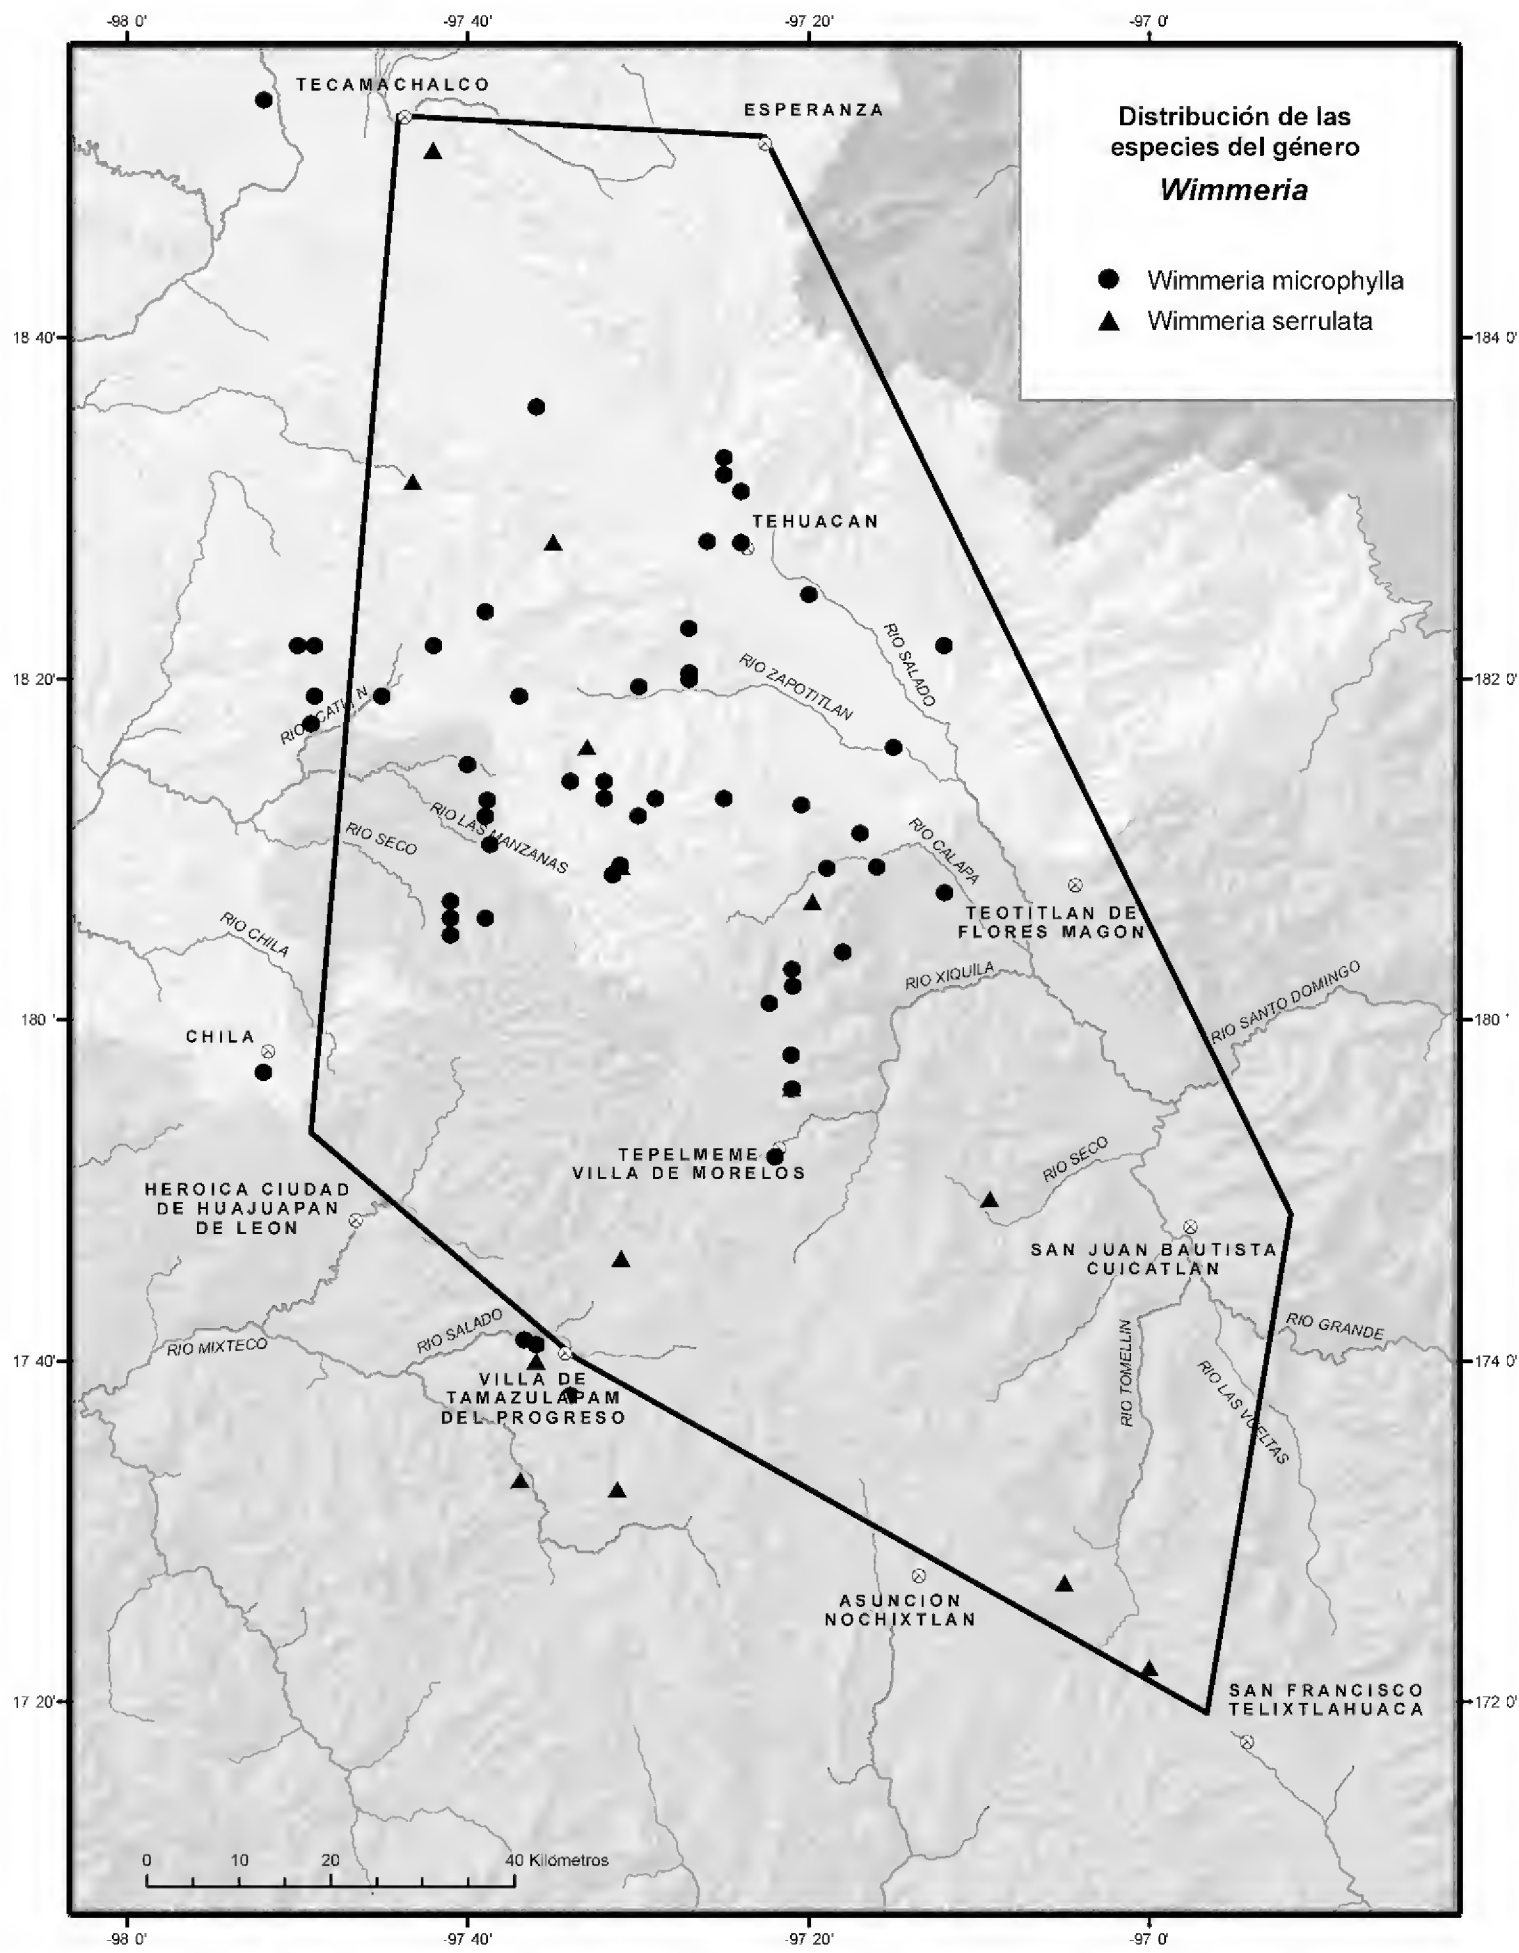 -98 0'
-97 40'
-97 20'
-97 0'
TECAMACHALCO
ESPERANZA
Distribución de las
especies del género
Wimmeria
Wimmeria microphylla
Wimmeria serrulata
18 40'
184 0'
TEHUACAN
RIO SALADO
RIO ZAPOTITLAN
18 20'
182 0'
RIO LAS MANZANAS
RIO SECO
RIO CALAPA
TEOTITLAN DE
FLORES MAGON
RIO CHILA
RIO XIQUILA
RIO SANTO DOMINGO
180 '
180 '
CHILA
TEPELMEME
VILLA DE MORELOS
RIO SECO
HEROICA CIUDAD
DE HUAJUAPAN
DE LEON
SAN JUAN BAUTISTA
CUICATLAN
RIO SALADO
RIO MIXTECO
RIO GRANDE
RIO TOMELLIN
RIO LAS VUELTAS
17 40'
174 0'
VILLA DE
TAMAZULAPAM
DEL PROGRESO
ASUNCION
NOCHIXTLAN
17 20'
172 0'
SAN FRANCISCO
TELIXTLAHUACA
0 10 20 40 Kilómetros
-98 0'
-97 40'
-97 20'
-97 0'